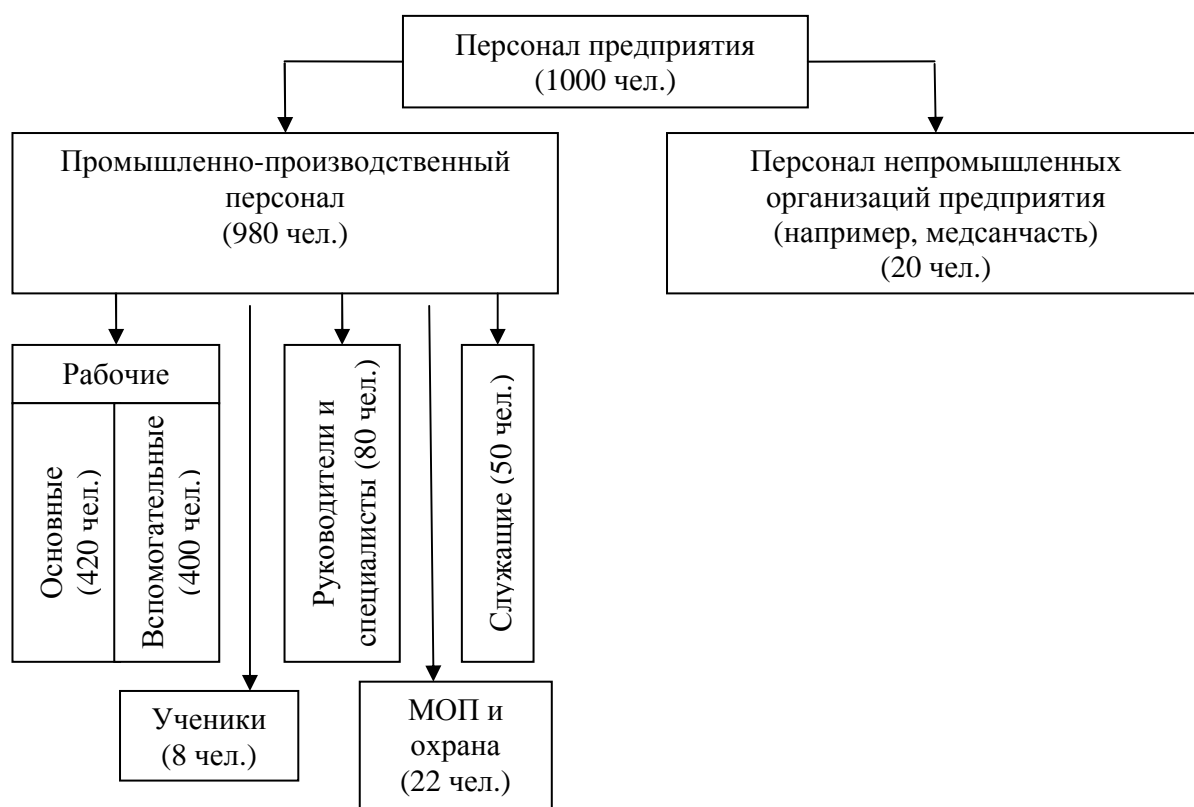 Персонал предприятия
(1000 чел.)
Промышленно-производственный
персонал
(980 чел.)
Персонал непромышленных
организаций предприятия
(например, медсанчасть)
(20 чел.)
Рабочие
Основные
(420 чел.)
Вспомогательные
(400 чел.)
Руководители и
специалисты (80 чел.)
Служащие (50 чел.)
Ученики
(8 чел.)
МОП и
охрана
(22 чел.)